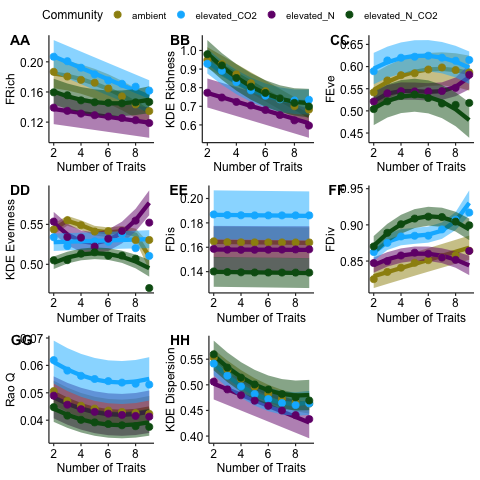 Community ambient elevated_CO2 elevated_N elevated_N_CO2
AA BB CC
FRich
0.20
0.16
0.12
2 4 6 8
Number of Traits
KDE Richness
1.0
0.9
0.8
0.7
0.6
2 4 6 8
Number of Traits
FEve
0.65
0.60
0.55
0.50
0.45
2 4 6 8
Number of Traits
DD EE FF
KDE Evenness
0.55
0.50
2 4 6 8
Number of Traits
FDis
0.20
0.18
0.16
0.14
2 4 6 8
Number of Traits
FDiv
0.95
0.90
0.85
2 4 6 8
Number of Traits
GG HH
Rao Q
0.07
0.06
0.05
0.04
2 4 6 8
Number of Traits
KDE Dispersion
0.55
0.50
0.45
0.40
2 4 6 8
Number of Traits